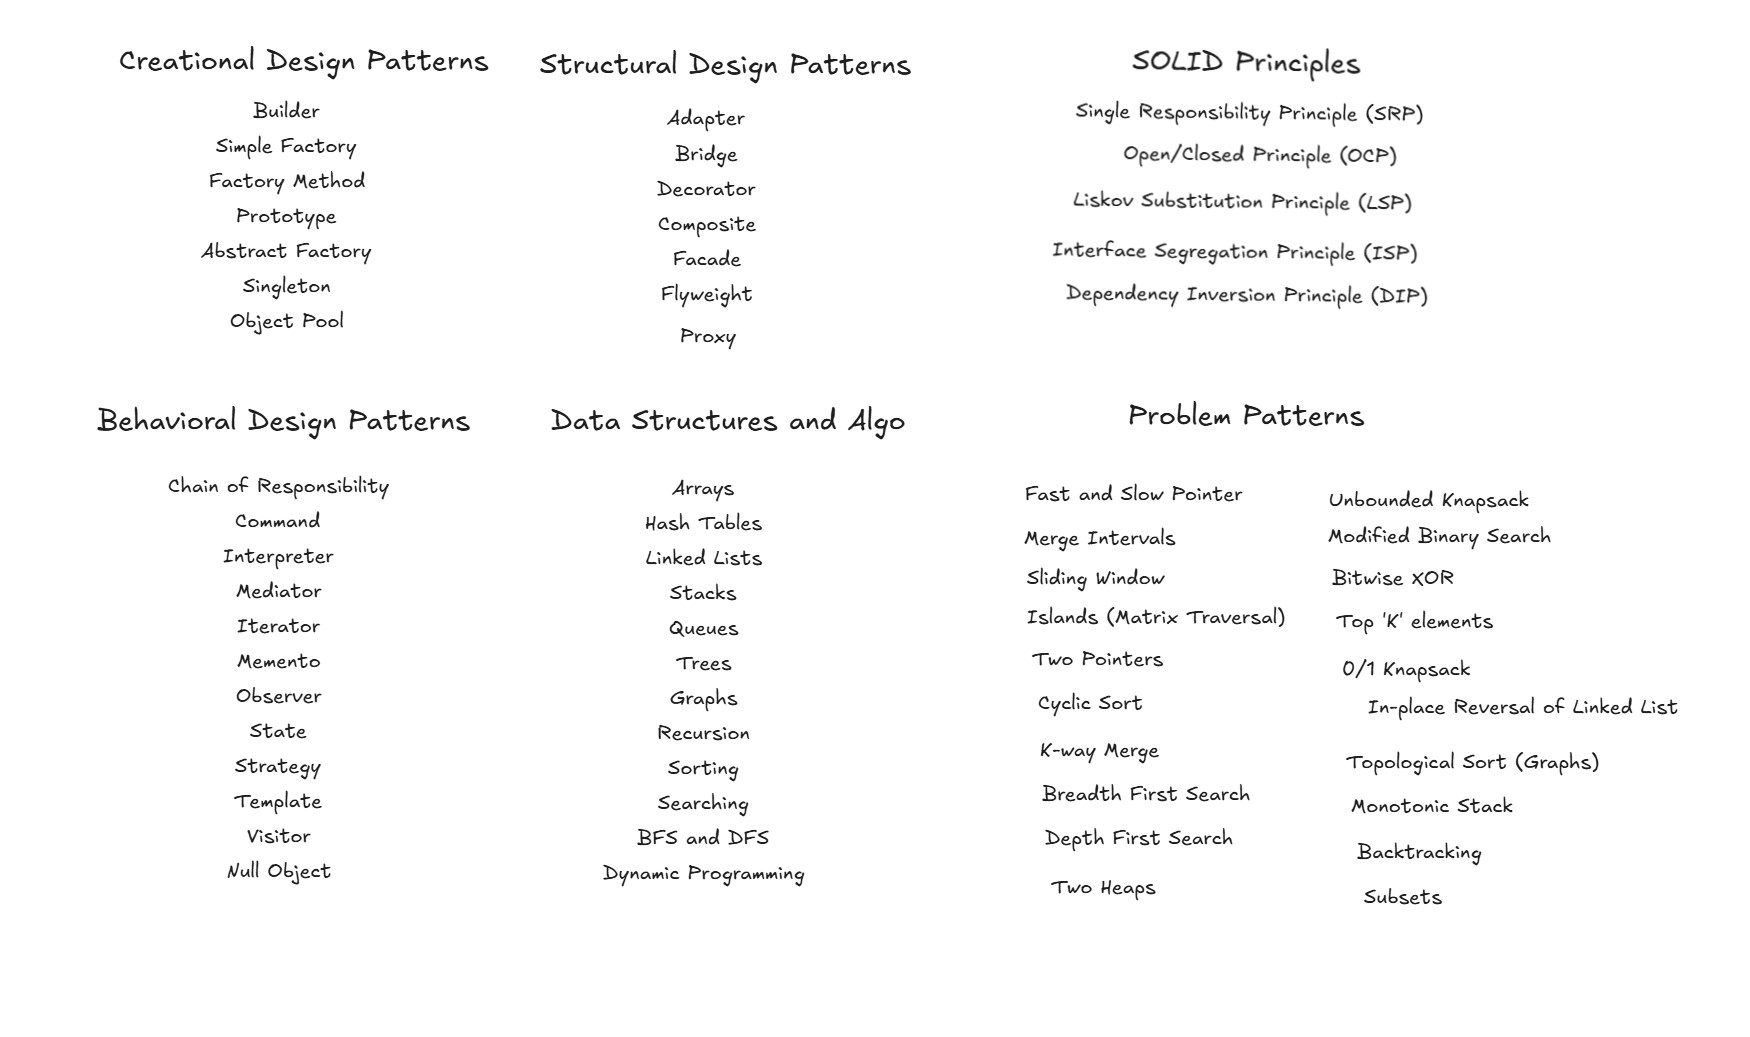 Creational Design Patterns
Builder
Simple Factory
Factory Method
Prototype
Abstract Factory
Singleton
Object Pool
Structural Design Patterns
Adapter
Bridge
Decorator
Composite
Facade
Flyweight
Proxy
SOLID Principles
Single Responsibility Principle (SRP)
Open/Closed Principle (OCP)
Liskov Substitution Principle (LSP)
Interface Segregation Principle (ISP)
Dependency Inversion Principle (DIP)
Behavioral Design Patterns
Chain of Responsibility
Command
Interpreter
Mediator
Iterator
Memento
Observer
State
Strategy
Template
Visitor
Null Object
Data Structures and Algo
Arrays
Hash Tables
Linked Lists
Stacks
Queues
Trees
Graphs
Recursion
Sorting
Searching
BFS and DFS
Dynamic Programming
Problem Patterns
Fast and Slow Pointer
Merge Intervals
Sliding Window
Islands (Matrix Traversal)
Two Pointers
Cyclic Sort
K-way Merge
Breadth First Search
Depth First Search
Two Heaps
Unbounded Knapsack
Modified Binary Search
Bitwise XOR
Top 'K' elements
0/1 Knapsack
In-place Reversal of Linked List
Topological Sort (Graphs)
Monotonic Stack
Backtracking
Subsets